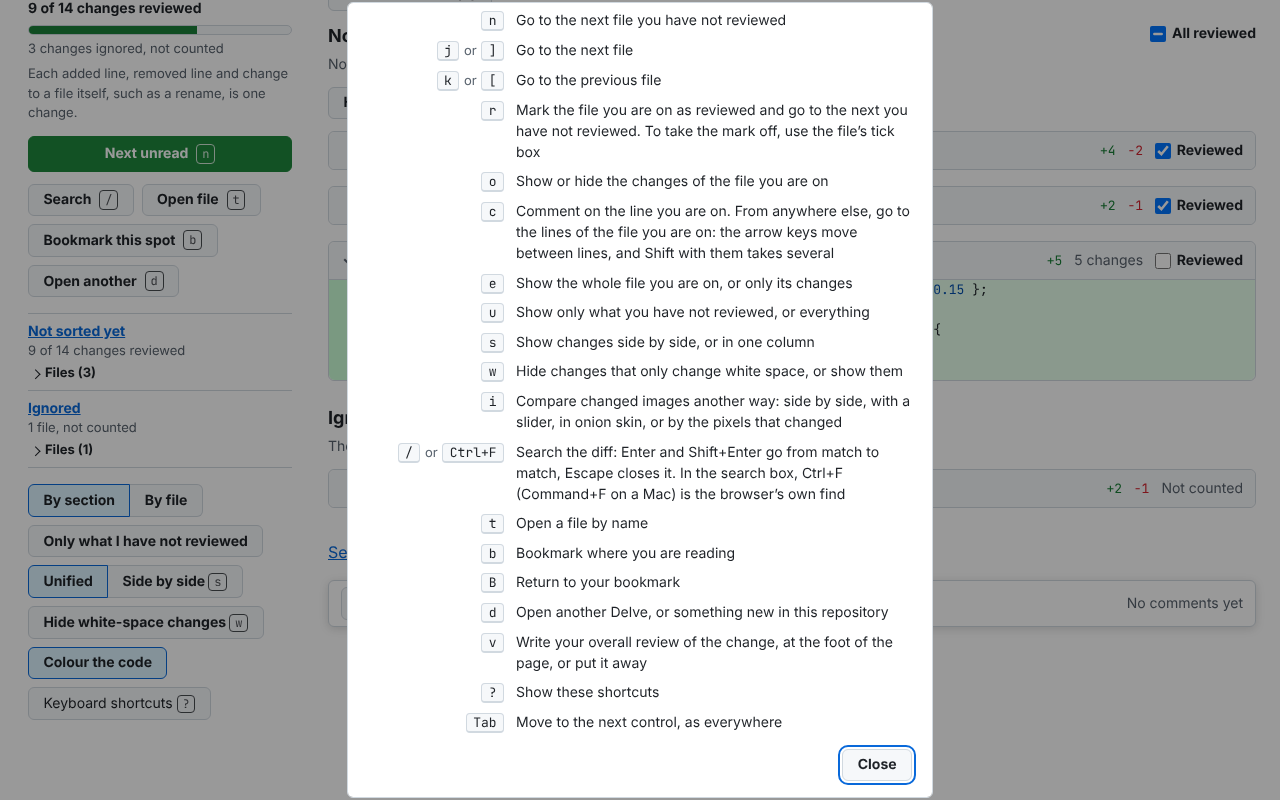 9 of 14 changes reviewed
3 changes ignored, not counted
Each added line, removed line and change
to a file itself, such as a rename, is one
change.
Next unread n
Search / Open file t
Bookmark this spot b
Open another d
Not sorted yet
9 of 14 changes reviewed
Files (3)
Ignored
1 file, not counted
Files (1)
By section By file
Only what I have not reviewed
Unified Side by side s
Hide white-space changes w
Colour the code
Keyboard shortcuts ?
n Go to the next file you have not reviewed
j or ] Go to the next file
k or [ Go to the previous file
r Mark the file you are on as reviewed and go to the next you
have not reviewed. To take the mark off, use the file’s tick
box
o Show or hide the changes of the file you are on
c Comment on the line you are on. From anywhere else, go to
the lines of the file you are on: the arrow keys move
between lines, and Shift with them takes several
e Show the whole file you are on, or only its changes
u Show only what you have not reviewed, or everything
s Show changes side by side, or in one column
w Hide changes that only change white space, or show them
i Compare changed images another way: side by side, with a
slider, in onion skin, or by the pixels that changed
/ or Ctrl+F Search the diff: Enter and Shift+Enter go from match to
match, Escape closes it. In the search box, Ctrl+F
(Command+F on a Mac) is the browser’s own find
t Open a file by name
b Bookmark where you are reading
B Return to your bookmark
d Open another Delve, or something new in this repository
v Write your overall review of the change, at the foot of the
page, or put it away
? Show these shortcuts
Tab Move to the next control, as everywhere
Close
All reviewed
+4 -2 Reviewed
+2 -1 Reviewed
+5 5 changes Reviewed
0.15 };
{
+2 -1 Not counted
No comments yet